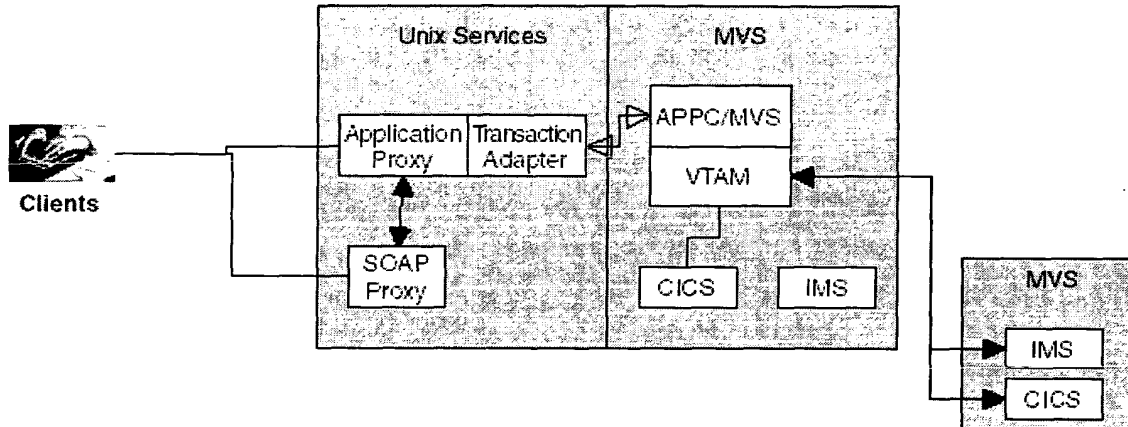 Unix Services
MVS
Application
Proxy
Transaction
Adapter
APPC/MVS
VTAM
Clients
SOAP
Proxy
CICS
IMS
MVS
IMS
CICS